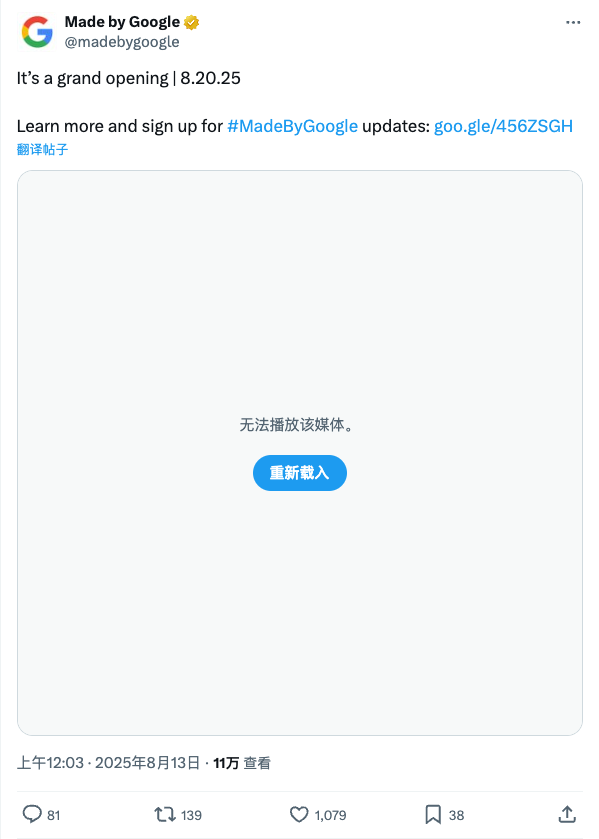 Made by Google
@madebygoogle
It’s a grand opening | 8.20.25
Learn more and sign up for #MadeByGoogle updates: goo.gle/456ZSGH
翻译帖子
无法播放该媒体。
重新载入
上午12:03 · 2025年8月13日 · 11万 查看
81 139 1,079 38